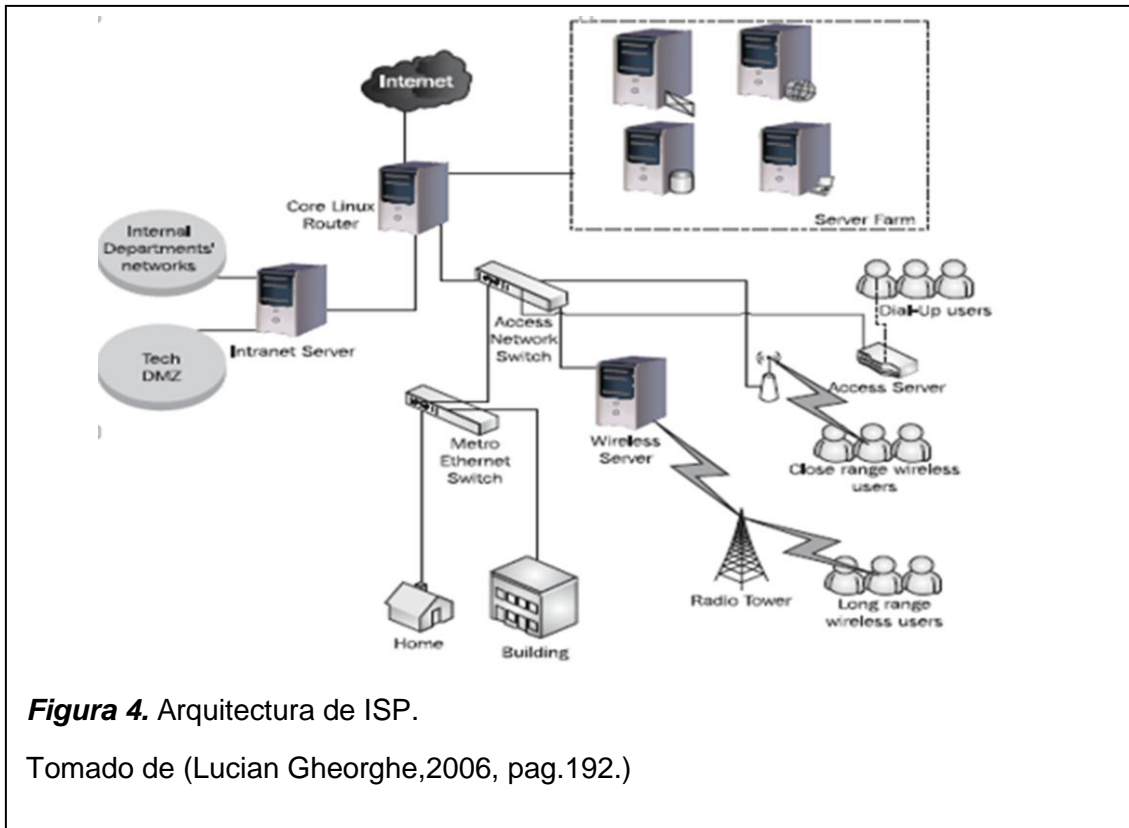 Internet
Core Linux
Router
Server Farm
Internal
Departments'
networks
Intranet Server
Tech
DMZ
Access
Network
Switch
Dial-Up users
Access Server
Metro
Ethernet
Switch
Wireless
Server
Close range wireless
users
Radio Tower
Long range
wireless users
Home
Building
Figura 4. Arquitectura de ISP.
Tomado de (Lucian Gheorghe,2006, pag.192.)